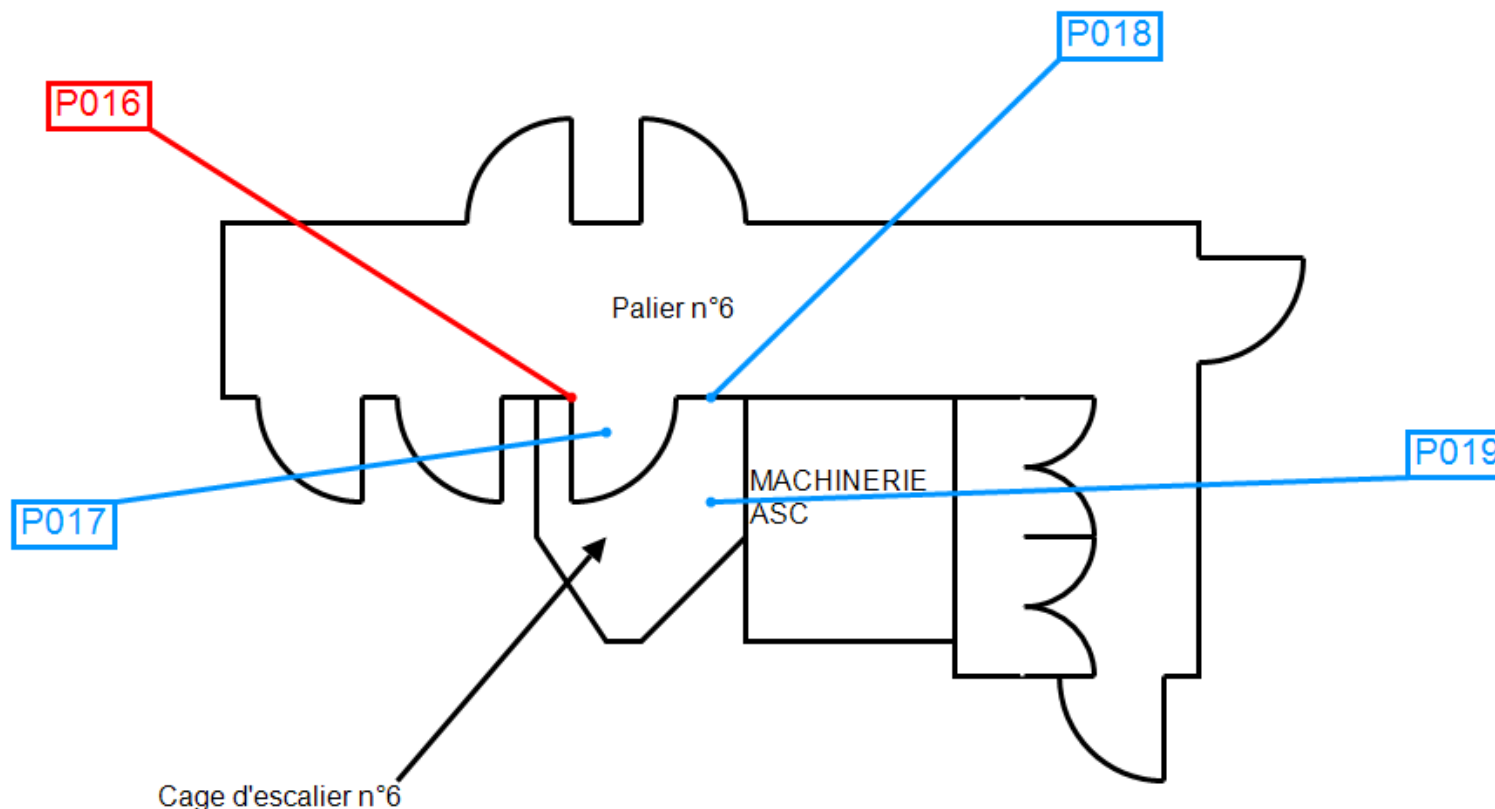 P018
P016
Palier n°6
P019
MACHINERIE
ASC
P017
Cage d'escalier n°6